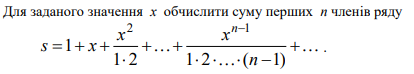 Для заданого значення x обчислити суму перших n членів ряду
s = 1 + x + x²/(1·2) + … + xⁿ⁻¹/(1·2·…·(n−1)) + … .